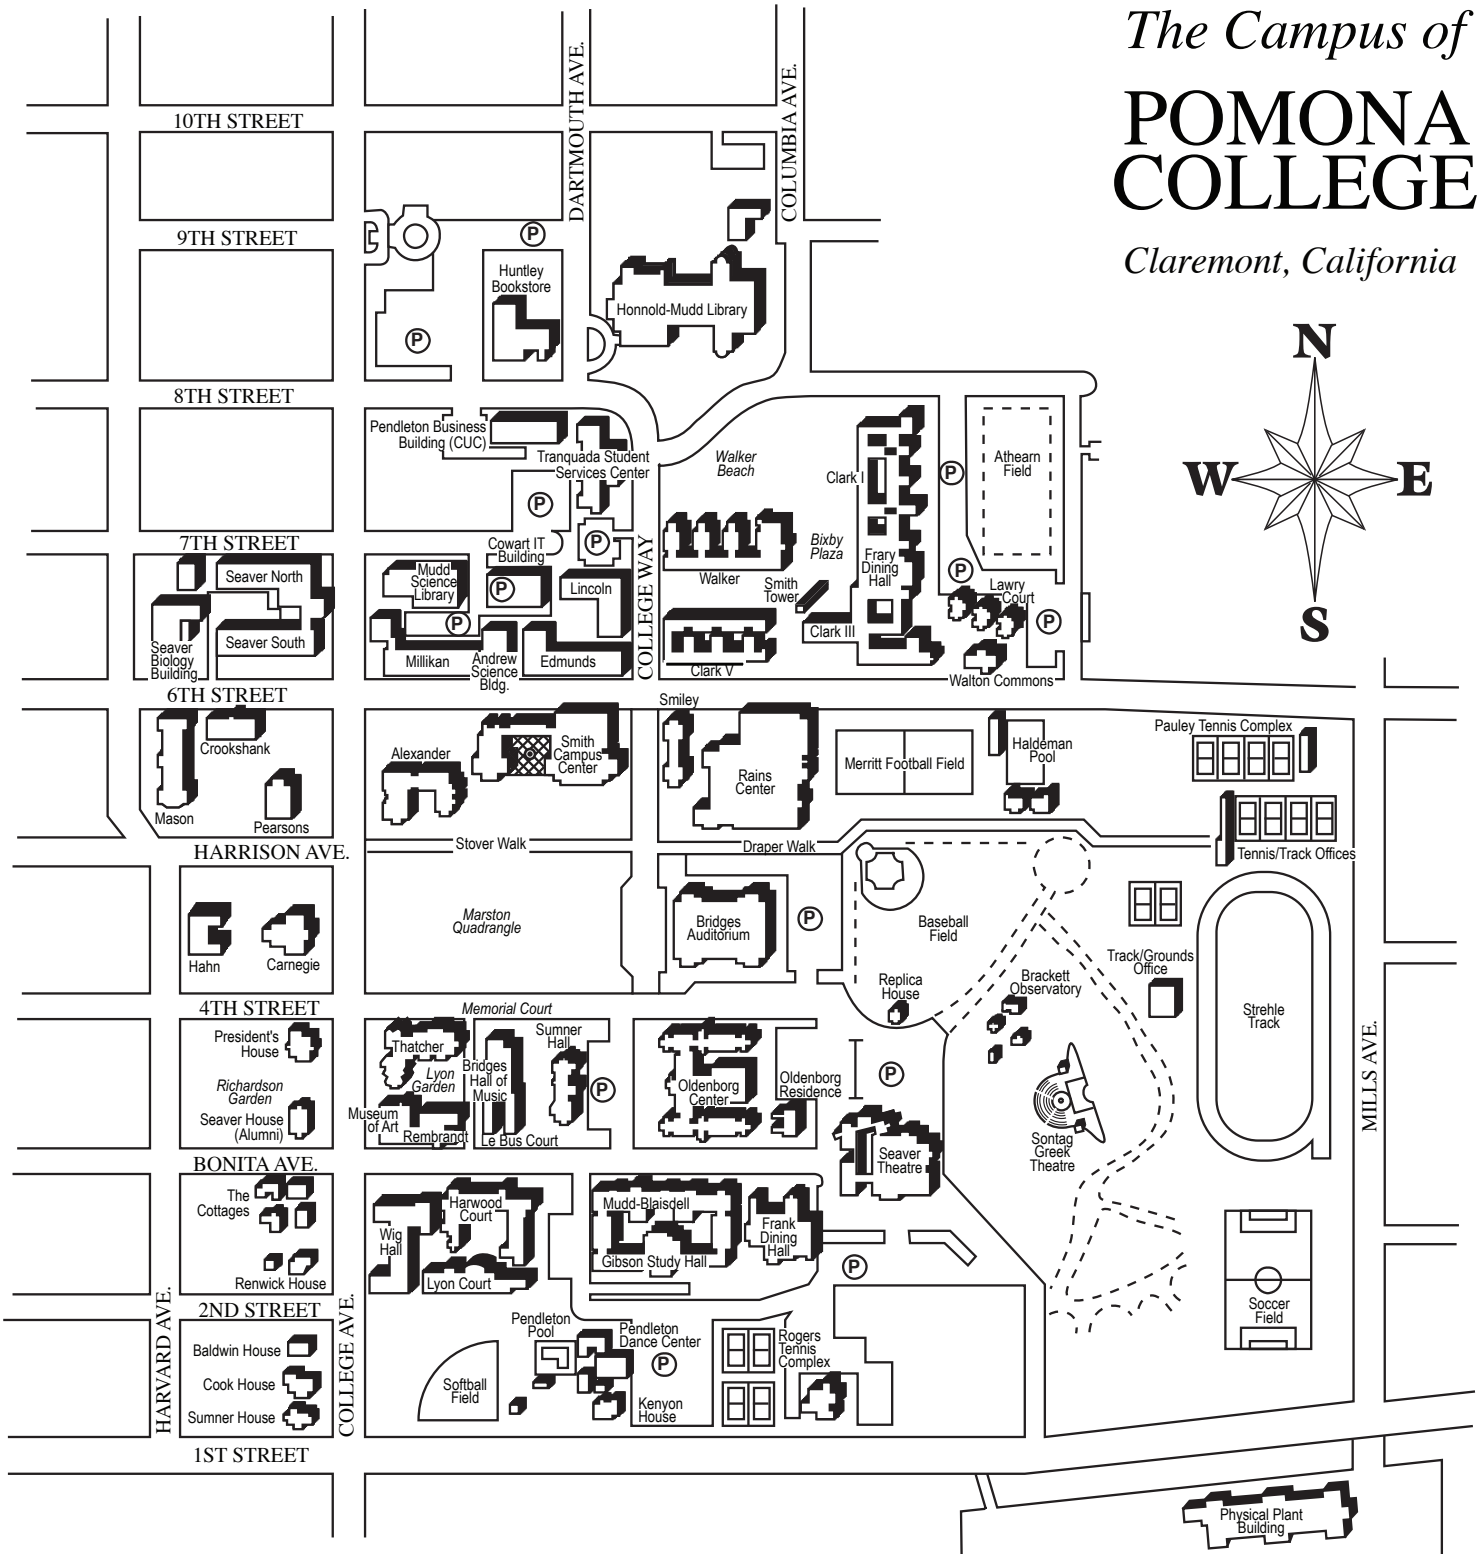 The Campus of
POMONA
COLLEGE
Claremont, California
N
W
E
S
10TH STREET
DARTMOUTH AVE.
COLUMBIA AVE.
9TH STREET
P
Huntley
Bookstore
Honnold-Mudd Library
P
8TH STREET
Pendleton Business
Building (CUC)
Tranquada Student
Services Center
Walker
Beach
Clark I
P
Athearn
Field
P
P
7TH STREET
Cowart IT
Building
COLLEGE WAY
Bixby
Plaza
Frary
Dining
Hall
P
Seaver North
Mudd
Science
Library
P
Lincoln
Walker
Smith
Tower
Lawry
Court
P
P
Seaver South
Clark III
Seaver
Biology
Building
Millikan
Andrew
Science
Bldg.
Edmunds
Clark V
Walton Commons
6TH STREET
Smiley
Crookshank
Alexander
Smith
Campus
Center
Rains
Center
Merritt Football Field
Haldeman
Pool
Pauley Tennis Complex
Mason
Pearsons
HARRISON AVE.
Stover Walk
Draper Walk
Tennis/Track Offices
Marston
Quadrangle
Bridges
Auditorium
P
Baseball
Field
Hahn
Carnegie
Replica
House
Brackett
Observatory
Track/Grounds
Office
Strehle
Track
4TH STREET
Memorial Court
President's
House
Thatcher
Lyon
Garden
Bridges
Hall of
Music
Sumner
Hall
P
Oldenborg
Center
Oldenborg
Residence
P
MILLS AVE.
Richardson
Garden
Seaver House
(Alumni)
Museum
of Art
Rembrandt
Le Bus Court
Seaver
Theatre
Sontag
Greek
Theatre
BONITA AVE.
The
Cottages
Harwood
Court
Wig
Hall
Lyon Court
Mudd-Blaisdell
Gibson Study Hall
Frank
Dining
Hall
P
Renwick House
HARVARD AVE.
2ND STREET
COLLEGE AVE.
Soccer
Field
Baldwin House
Pendleton
Pool
Pendleton
Dance Center
P
Rogers
Tennis
Complex
Cook House
Softball
Field
Kenyon
House
Sumner House
1ST STREET
Physical Plant
Building